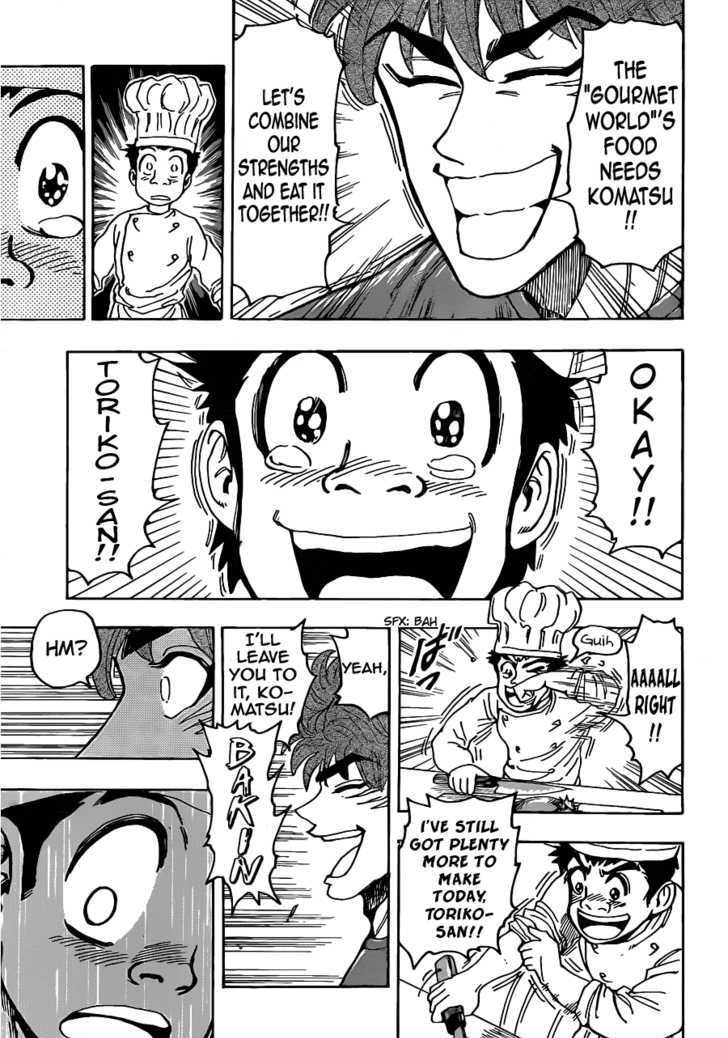 THE
"GOURMET
WORLD"'S
FOOD
NEEDS
KOMATSU
!!
LET'S
COMBINE
OUR
STRENGTHS
AND EAT IT
TOGETHER!!
OKAY!!
TORIKO-SAN!!
SFX: BAH
ばっ
Guih
AAAALL
RIGHT
!!
I'VE STILL
GOT PLENTY
MORE TO
MAKE
TODAY,
TORIKO-
SAN!!
YEAH,
I'LL
LEAVE
YOU TO
IT, KO-
MATSU!
BAKIN
HM?